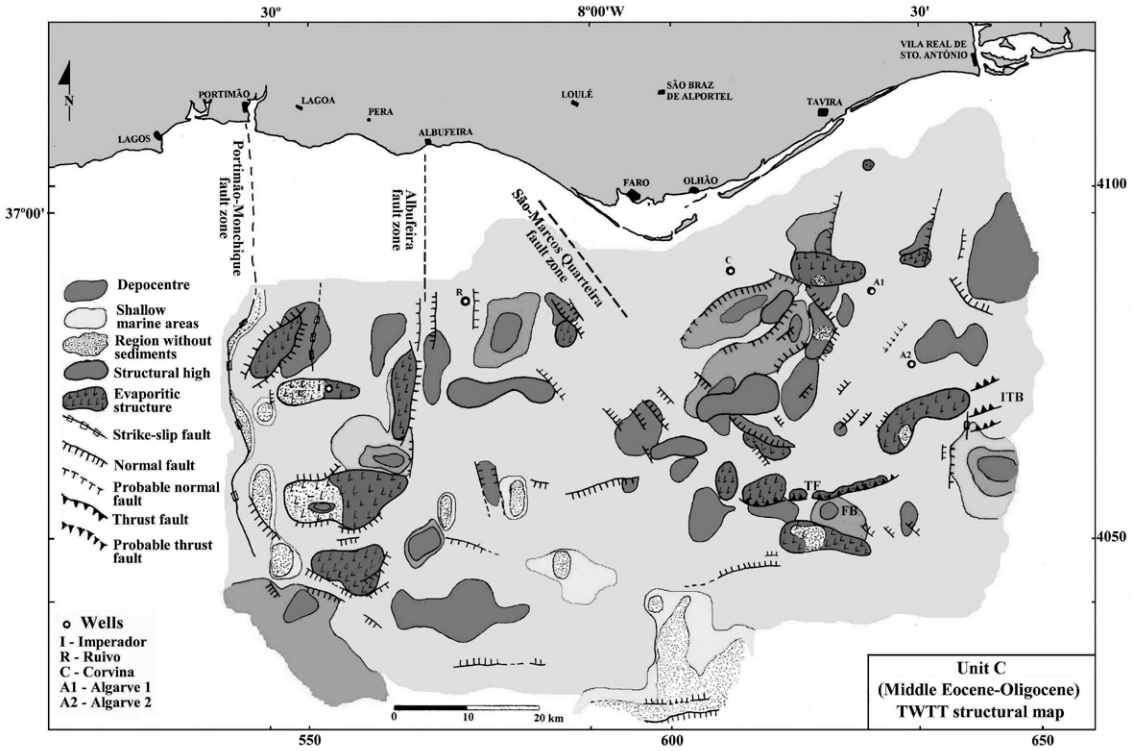 30º
8º00'W
30'
VILA REAL DE
STO. ANTÓNIO
N
PORTIMÃO
LAGOA
PERA
LOULÉ
SÃO BRAZ
DE ALPORTEL
TAVIRA
LAGOS
ALBUFEIRA
FARO
OLHÃO
37º00'
4100
Portimão-Monchique
fault zone
Albufeira
fault zone
São-Marcos Quarteira
fault zone
C
A1
R
A2
ITB
TF
FB
I
Depocentre
Shallow
marine areas
Region without
sediments
Structural high
Evaporitic
structure
Strike-slip fault
Normal fault
Probable normal
fault
Thrust fault
Probable thrust
fault
4050
Wells
I - Imperador
R - Ruivo
C - Corvina
A1 - Algarve 1
A2 - Algarve 2
0 10 20 km
Unit C
(Middle Eocene-Oligocene)
TWTT structural map
550
600
650